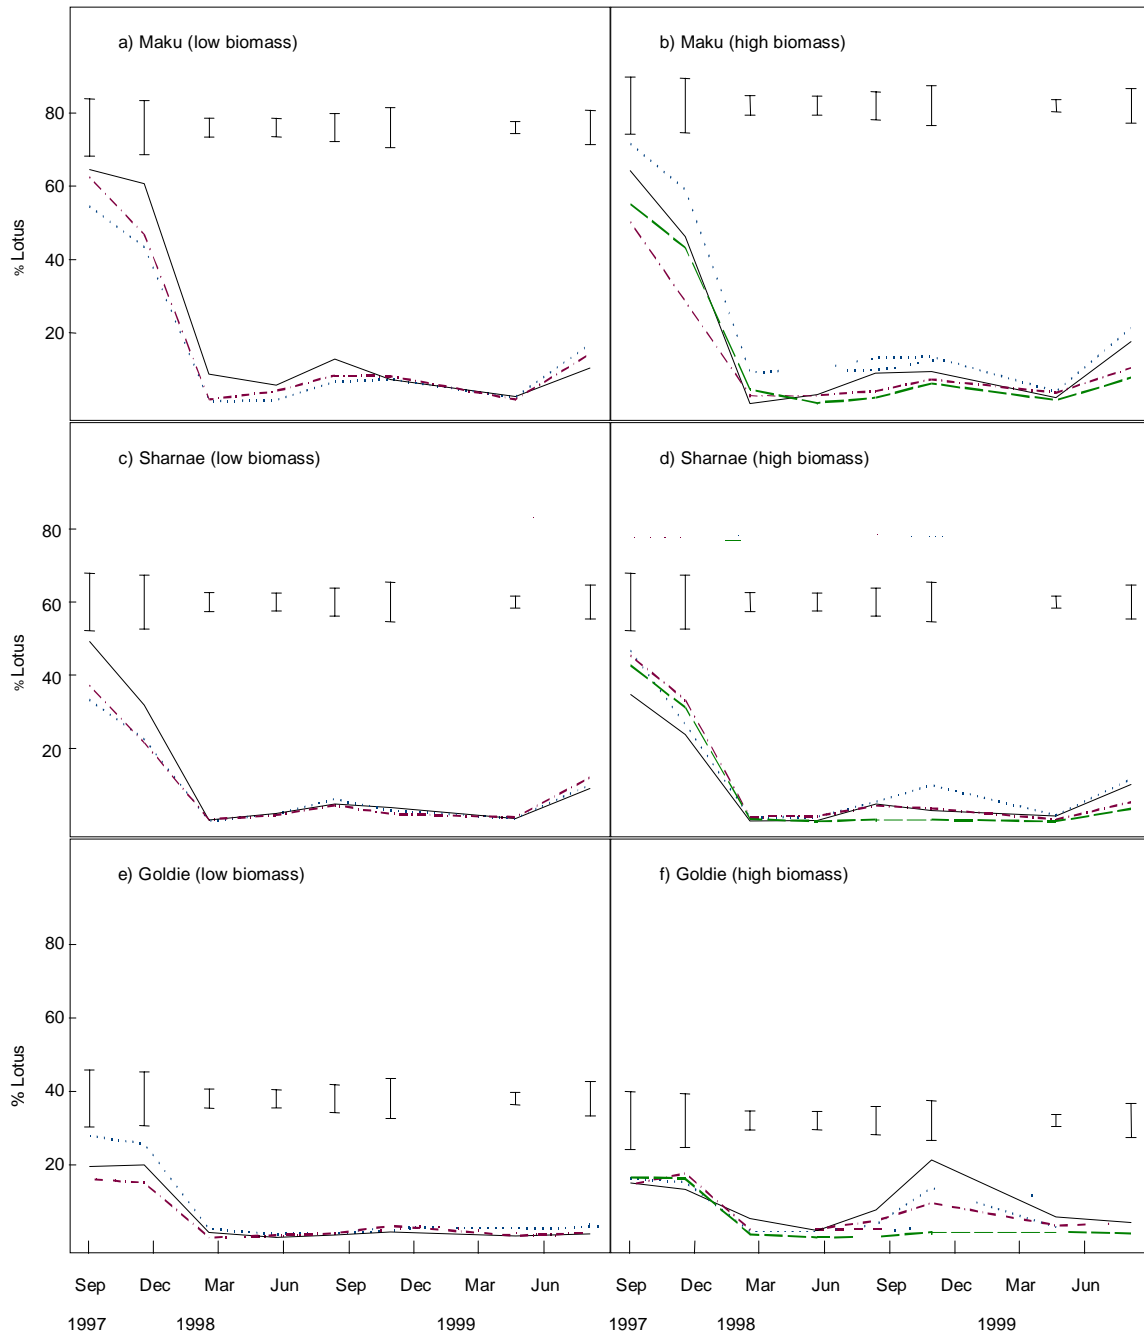 a) Maku (low biomass)
b) Maku (high biomass)
80
60
% Lotus
40
20
c) Sharnae (low biomass)
d) Sharnae (high biomass)
80
60
% Lotus
40
20
e) Goldie (low biomass)
f) Goldie (high biomass)
80
60
% Lotus
40
20
Sep Dec Mar Jun Sep Dec Mar Jun
Sep Dec Mar Jun Sep Dec Mar Jun
1997 1998 1999
1997 1998 1999